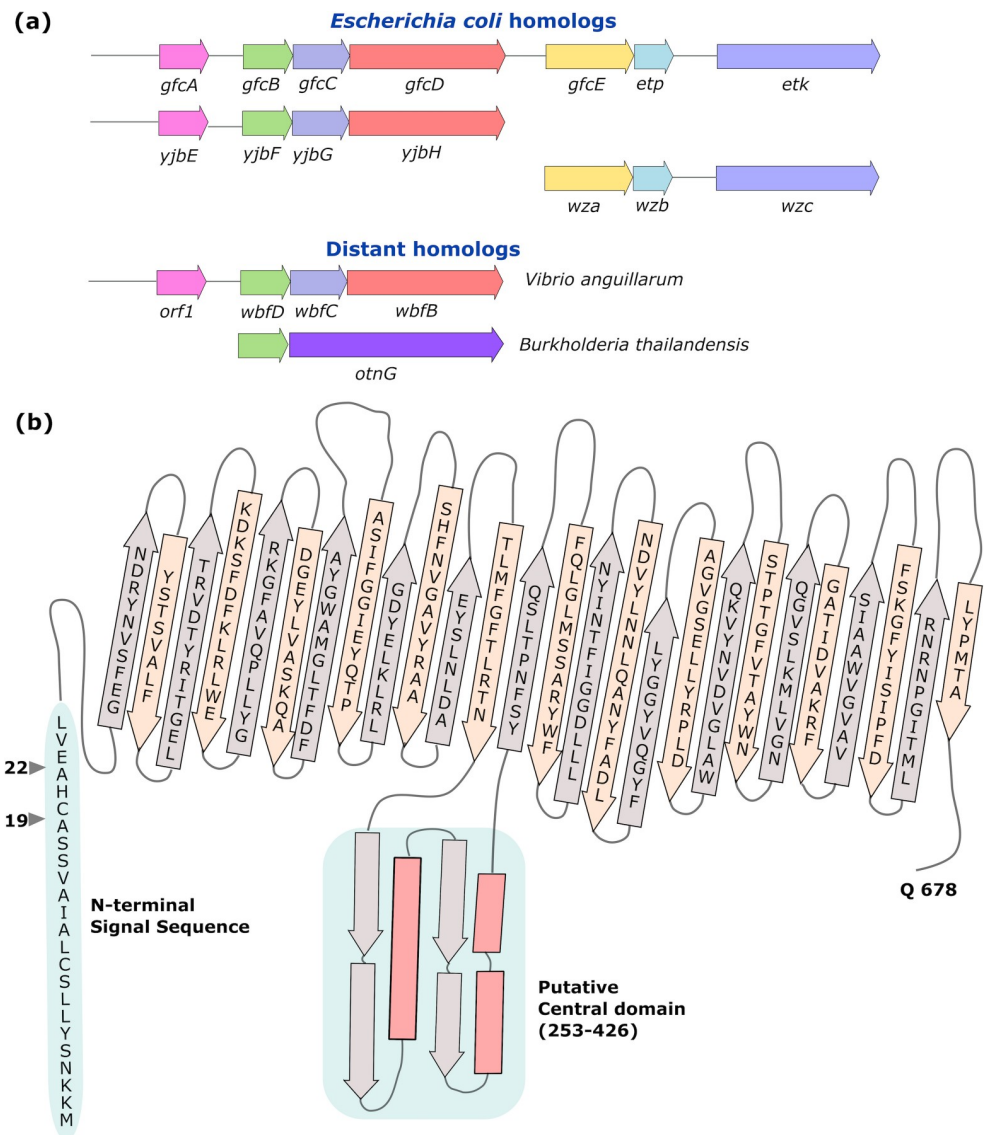 (a)
Escherichia coli homologs
gfcA gfcB gfcC gfcD gfcE etp etk
yjbE yjbF yjbG yjbH
wza wzb wzc
Distant homologs
orf1 wbfD wbfC wbfB Vibrio anguillarum
otnG Burkholderia thailandensis
(b)
NDRYNVSFEG
YSTSVALF
TRVDTYRITGEL
KDKSFDFKLRLWE
RKGFAVQPLLYG
DGEYLVASKQA
AYGWAMGLTFDF
ASIFGGIEYQTP
GDYELKLRL
SHFNVGAVYRAA
EYSLNLDA
TLMFGFTLLRTN
QSLTPNFSY
FQLGLMSSARYWF
NYINTFIGGDLLL
NDVYLNNLQANYFADL
LYGGYVQGYF
AGVGSELLYRPLD
QKVYNVDVGLAW
STPTGFVTAYWN
QGVSLKMLVGN
GATIDVAKRF
SIAAWVGVAV
FSKGFYISIPFD
RNRNPGITML
LYPMTA
LVEAHCASSVAIALCSLLYSNKKM
22
19
N-terminal
Signal Sequence
Q 678
Putative
Central domain
(253-426)